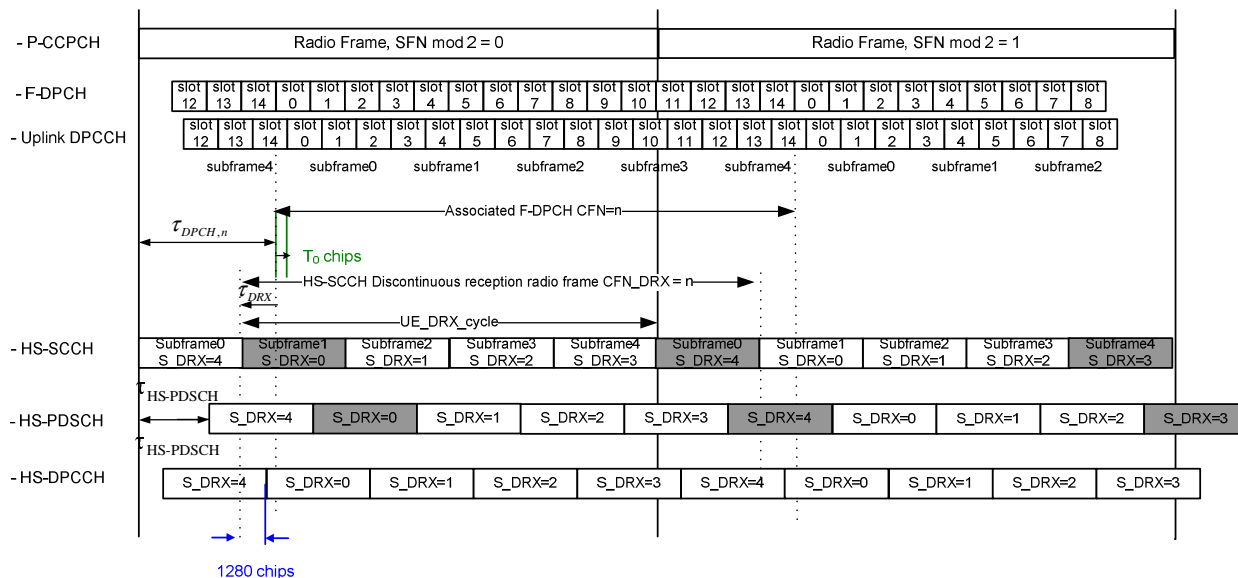 - P-CCPCH
Radio Frame, SFN mod 2 = 0
Radio Frame, SFN mod 2 = 1
- F-DPCH
slot slot slot slot slot slot slot slot slot slot slot slot slot slot slot slot slot slot slot slot slot slot slot slot slot slot slot
12 13 14 0 1 2 3 4 5 6 7 8 9 10 11 12 13 14 0 1 2 3 4 5 6 7 8
- Uplink DPCCH
slot slot slot slot slot slot slot slot slot slot slot slot slot slot slot slot slot slot slot slot slot slot slot slot slot slot slot
12 13 14 0 1 2 3 4 5 6 7 8 9 10 11 12 13 14 0 1 2 3 4 5 6 7 8
subframe4 subframe0 subframe1 subframe2 subframe3 subframe4 subframe0 subframe1 subframe2
Associated F-DPCH CFN=n
τDPCH,n
T0 chips
HS-SCCH Discontinuous reception radio frame CFN_DRX = n
τDRX
UE_DRX_cycle
- HS-SCCH
Subframe0 Subframe1 Subframe2 Subframe3 Subframe4 Subframe0 Subframe1 Subframe2 Subframe3 Subframe4
S_DRX=4 S_DRX=0 S_DRX=1 S_DRX=2 S_DRX=3 S_DRX=4 S_DRX=0 S_DRX=1 S_DRX=2 S_DRX=3
τHS-PDSCH
- HS-PDSCH
S_DRX=4 S_DRX=0 S_DRX=1 S_DRX=2 S_DRX=3 S_DRX=4 S_DRX=0 S_DRX=1 S_DRX=2 S_DRX=3
τHS-PDSCH
- HS-DPCCH
S_DRX=4 S_DRX=0 S_DRX=1 S_DRX=2 S_DRX=3 S_DRX=4 S_DRX=0 S_DRX=1 S_DRX=2 S_DRX=3
1280 chips